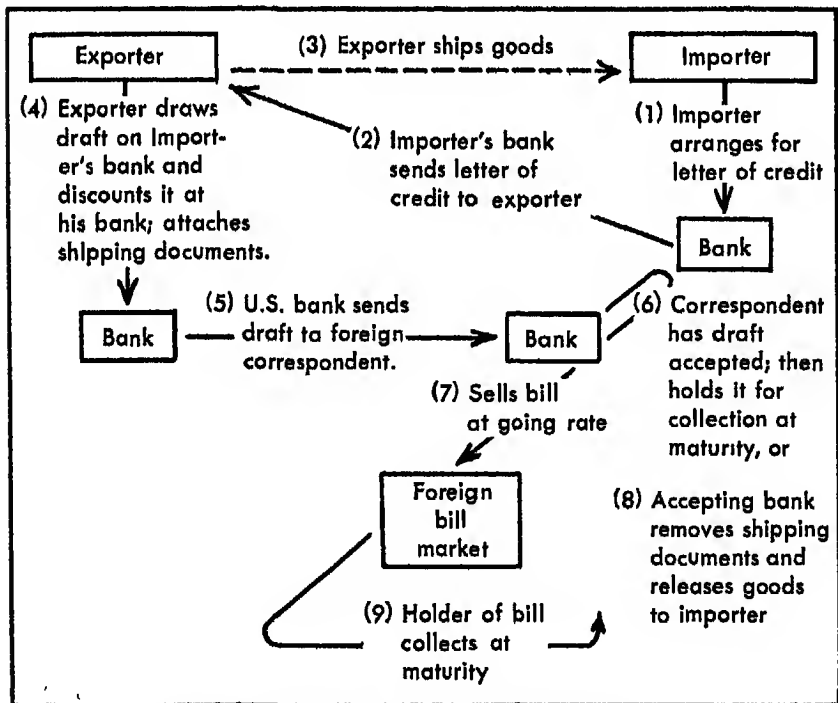 Exporter
(3) Exporter ships goods
Importer
(4) Exporter draws
draft on Import-
er's bank and
discounts it at
his bank; attaches
shipping documents.
(2) Importer's bank
sends letter of
credit to exporter
(1) Importer
arranges for
letter of credit
Bank
Bank
(5) U.S. bank sends
draft ta foreign
correspondent.
Bank
(6) Correspondent
has draft
accepted; then
holds it for
collection at
maturity, or
(7) Sells bill
at going rate
Foreign
bill
market
(8) Accepting bank
removes shipping
documents and
releases goods
to importer
(9) Holder of bill
collects at
maturity